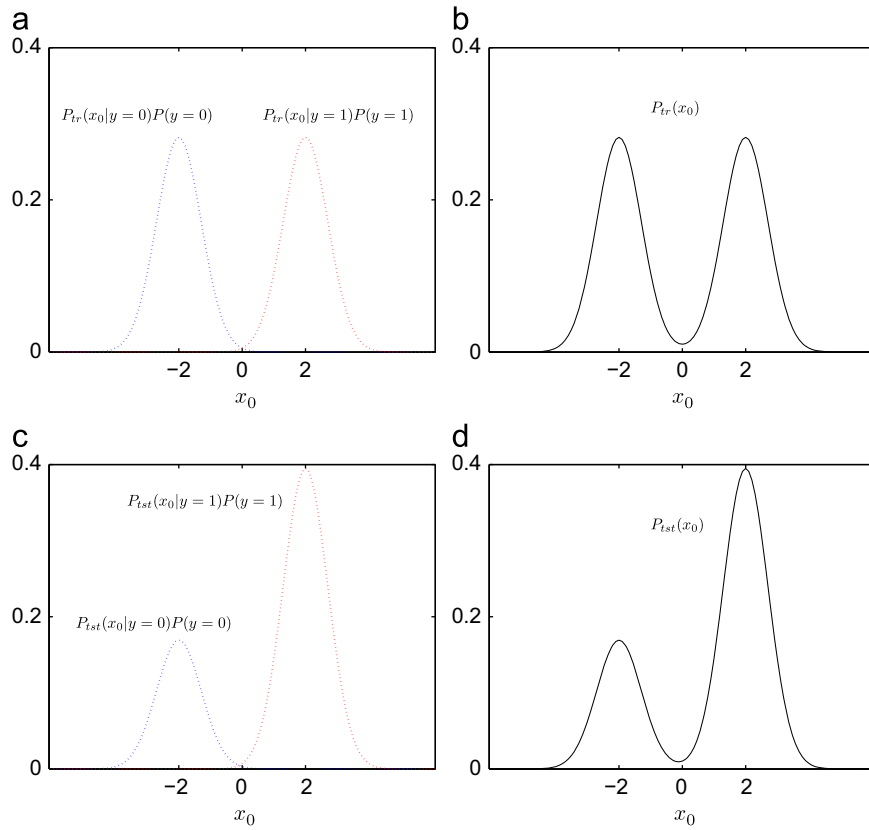 a
0.4
P_{tr}(x_0|y = 0)P(y = 0)
P_{tr}(x_0|y = 1)P(y = 1)
0.2
0
−2
0
2
x_0
b
0.4
P_{tr}(x_0)
0.2
0
−2
0
2
x_0
c
0.4
P_{tst}(x_0|y = 1)P(y = 1)
0.2
P_{tst}(x_0|y = 0)P(y = 0)
0
−2
0
2
x_0
d
0.4
P_{tst}(x_0)
0.2
0
−2
0
2
x_0